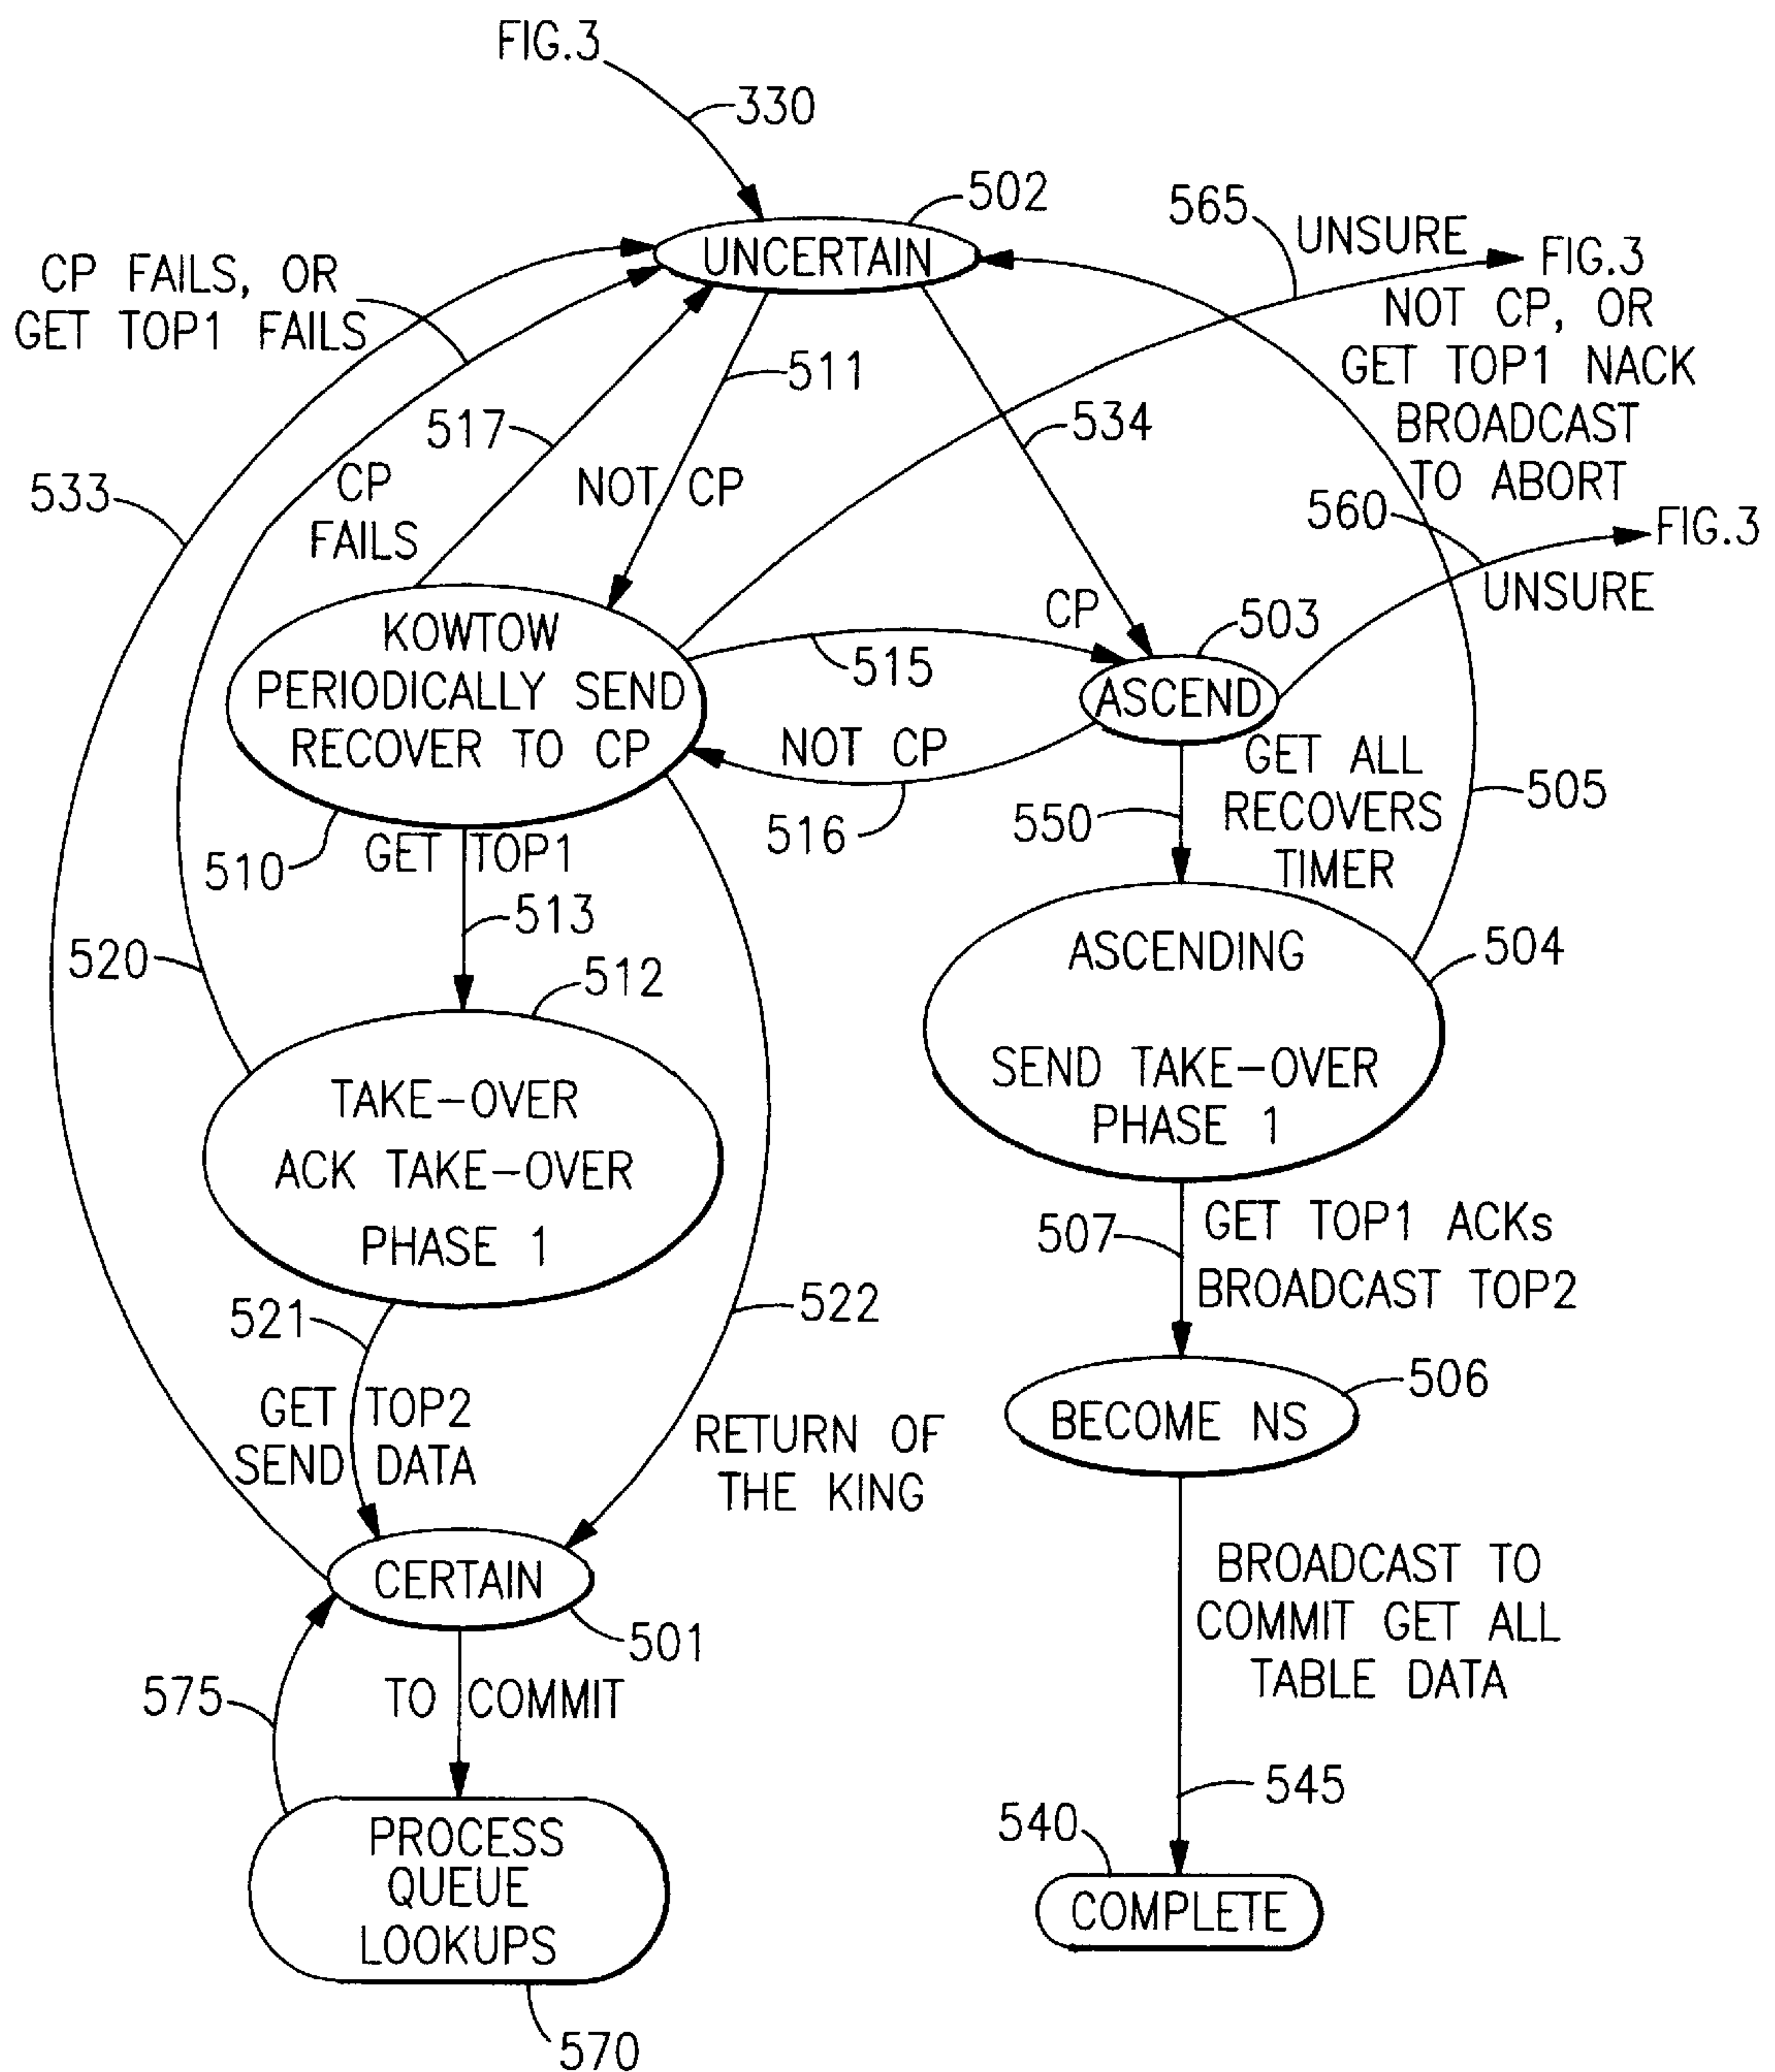 FIG.3
330
502
UNCERTAIN
565
UNSURE
FIG.3
CP FAILS, OR
GET TOP1 FAILS
NOT CP, OR
GET TOP1 NACK
BROADCAST
TO ABORT
511
517
534
533
CP
FAILS
NOT CP
560
FIG.3
UNSURE
KOWTOW
PERIODICALLY SEND
RECOVER TO CP
CP
503
515
ASCEND
NOT CP
516
GET ALL
RECOVERS
TIMER
550
505
510
GET TOP1
513
520
512
ASCENDING
SEND TAKE-OVER
PHASE 1
504
TAKE-OVER
ACK TAKE-OVER
PHASE 1
507
GET TOP1 ACKs
BROADCAST TOP2
521
522
GET TOP2
SEND DATA
RETURN OF
THE KING
BECOME NS
506
CERTAIN
501
BROADCAST TO
COMMIT GET ALL
TABLE DATA
575
TO COMMIT
545
540
PROCESS
QUEUE
LOOKUPS
COMPLETE
570